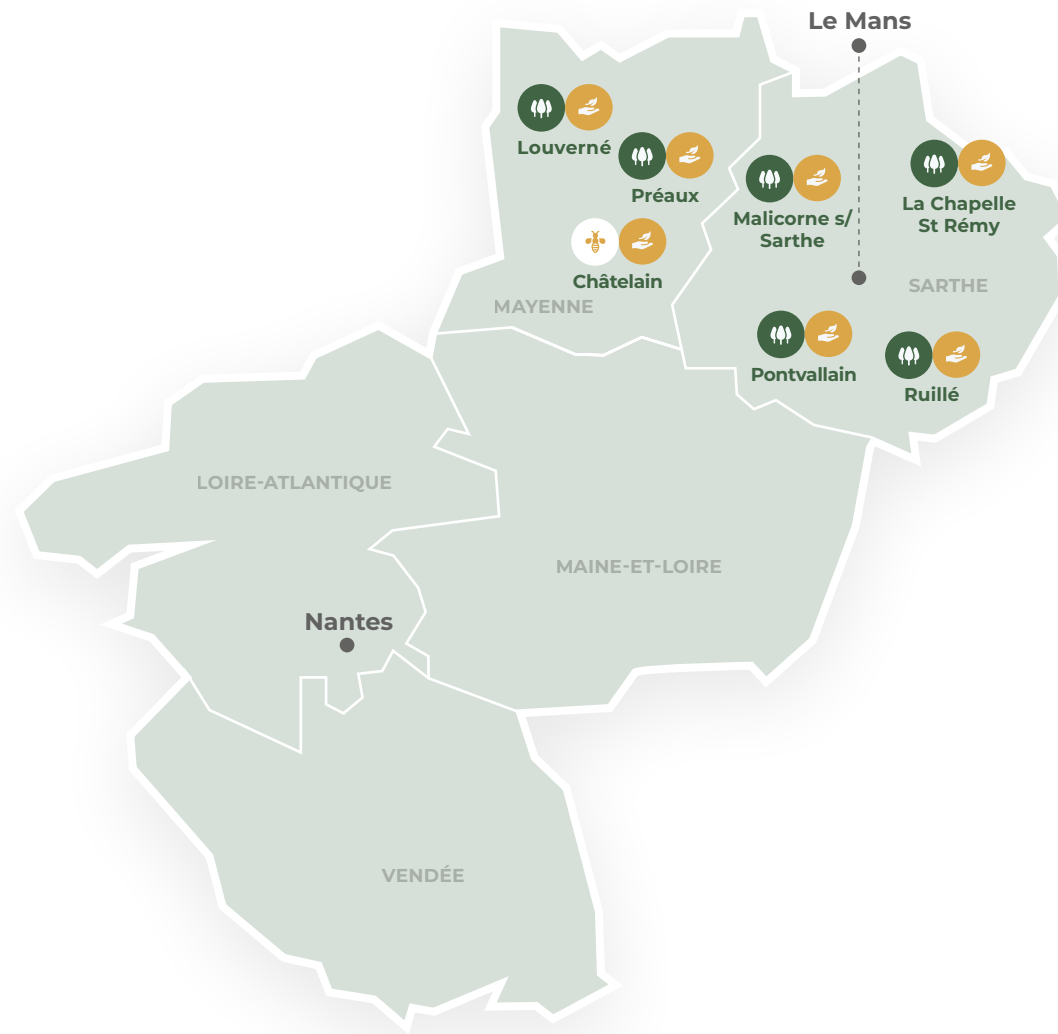 Le Mans
Louverné
Préaux
Malicorne s/
Sarthe
La Chapelle
St Rémy
Châtelain
MAYENNE
SARTHE
Pontvallain
Ruillé
LOIRE-ATLANTIQUE
MAINE-ET-LOIRE
Nantes
VENDÉE